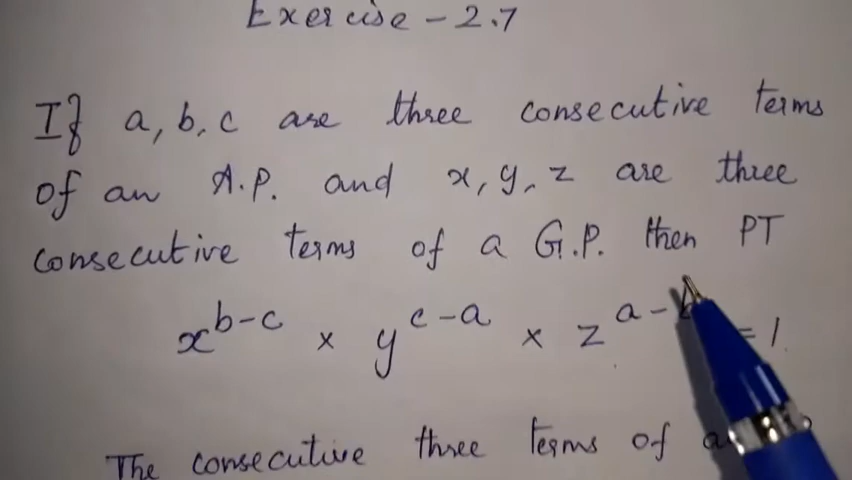 Exercise - 2.7
If a, b, c are three consecutive terms
of an A.P. and x, y, z are three
consecutive terms of a G.P. then PT
x^{b-c} × y^{c-a} × z^{a-b} = 1.
The consecutive three terms of